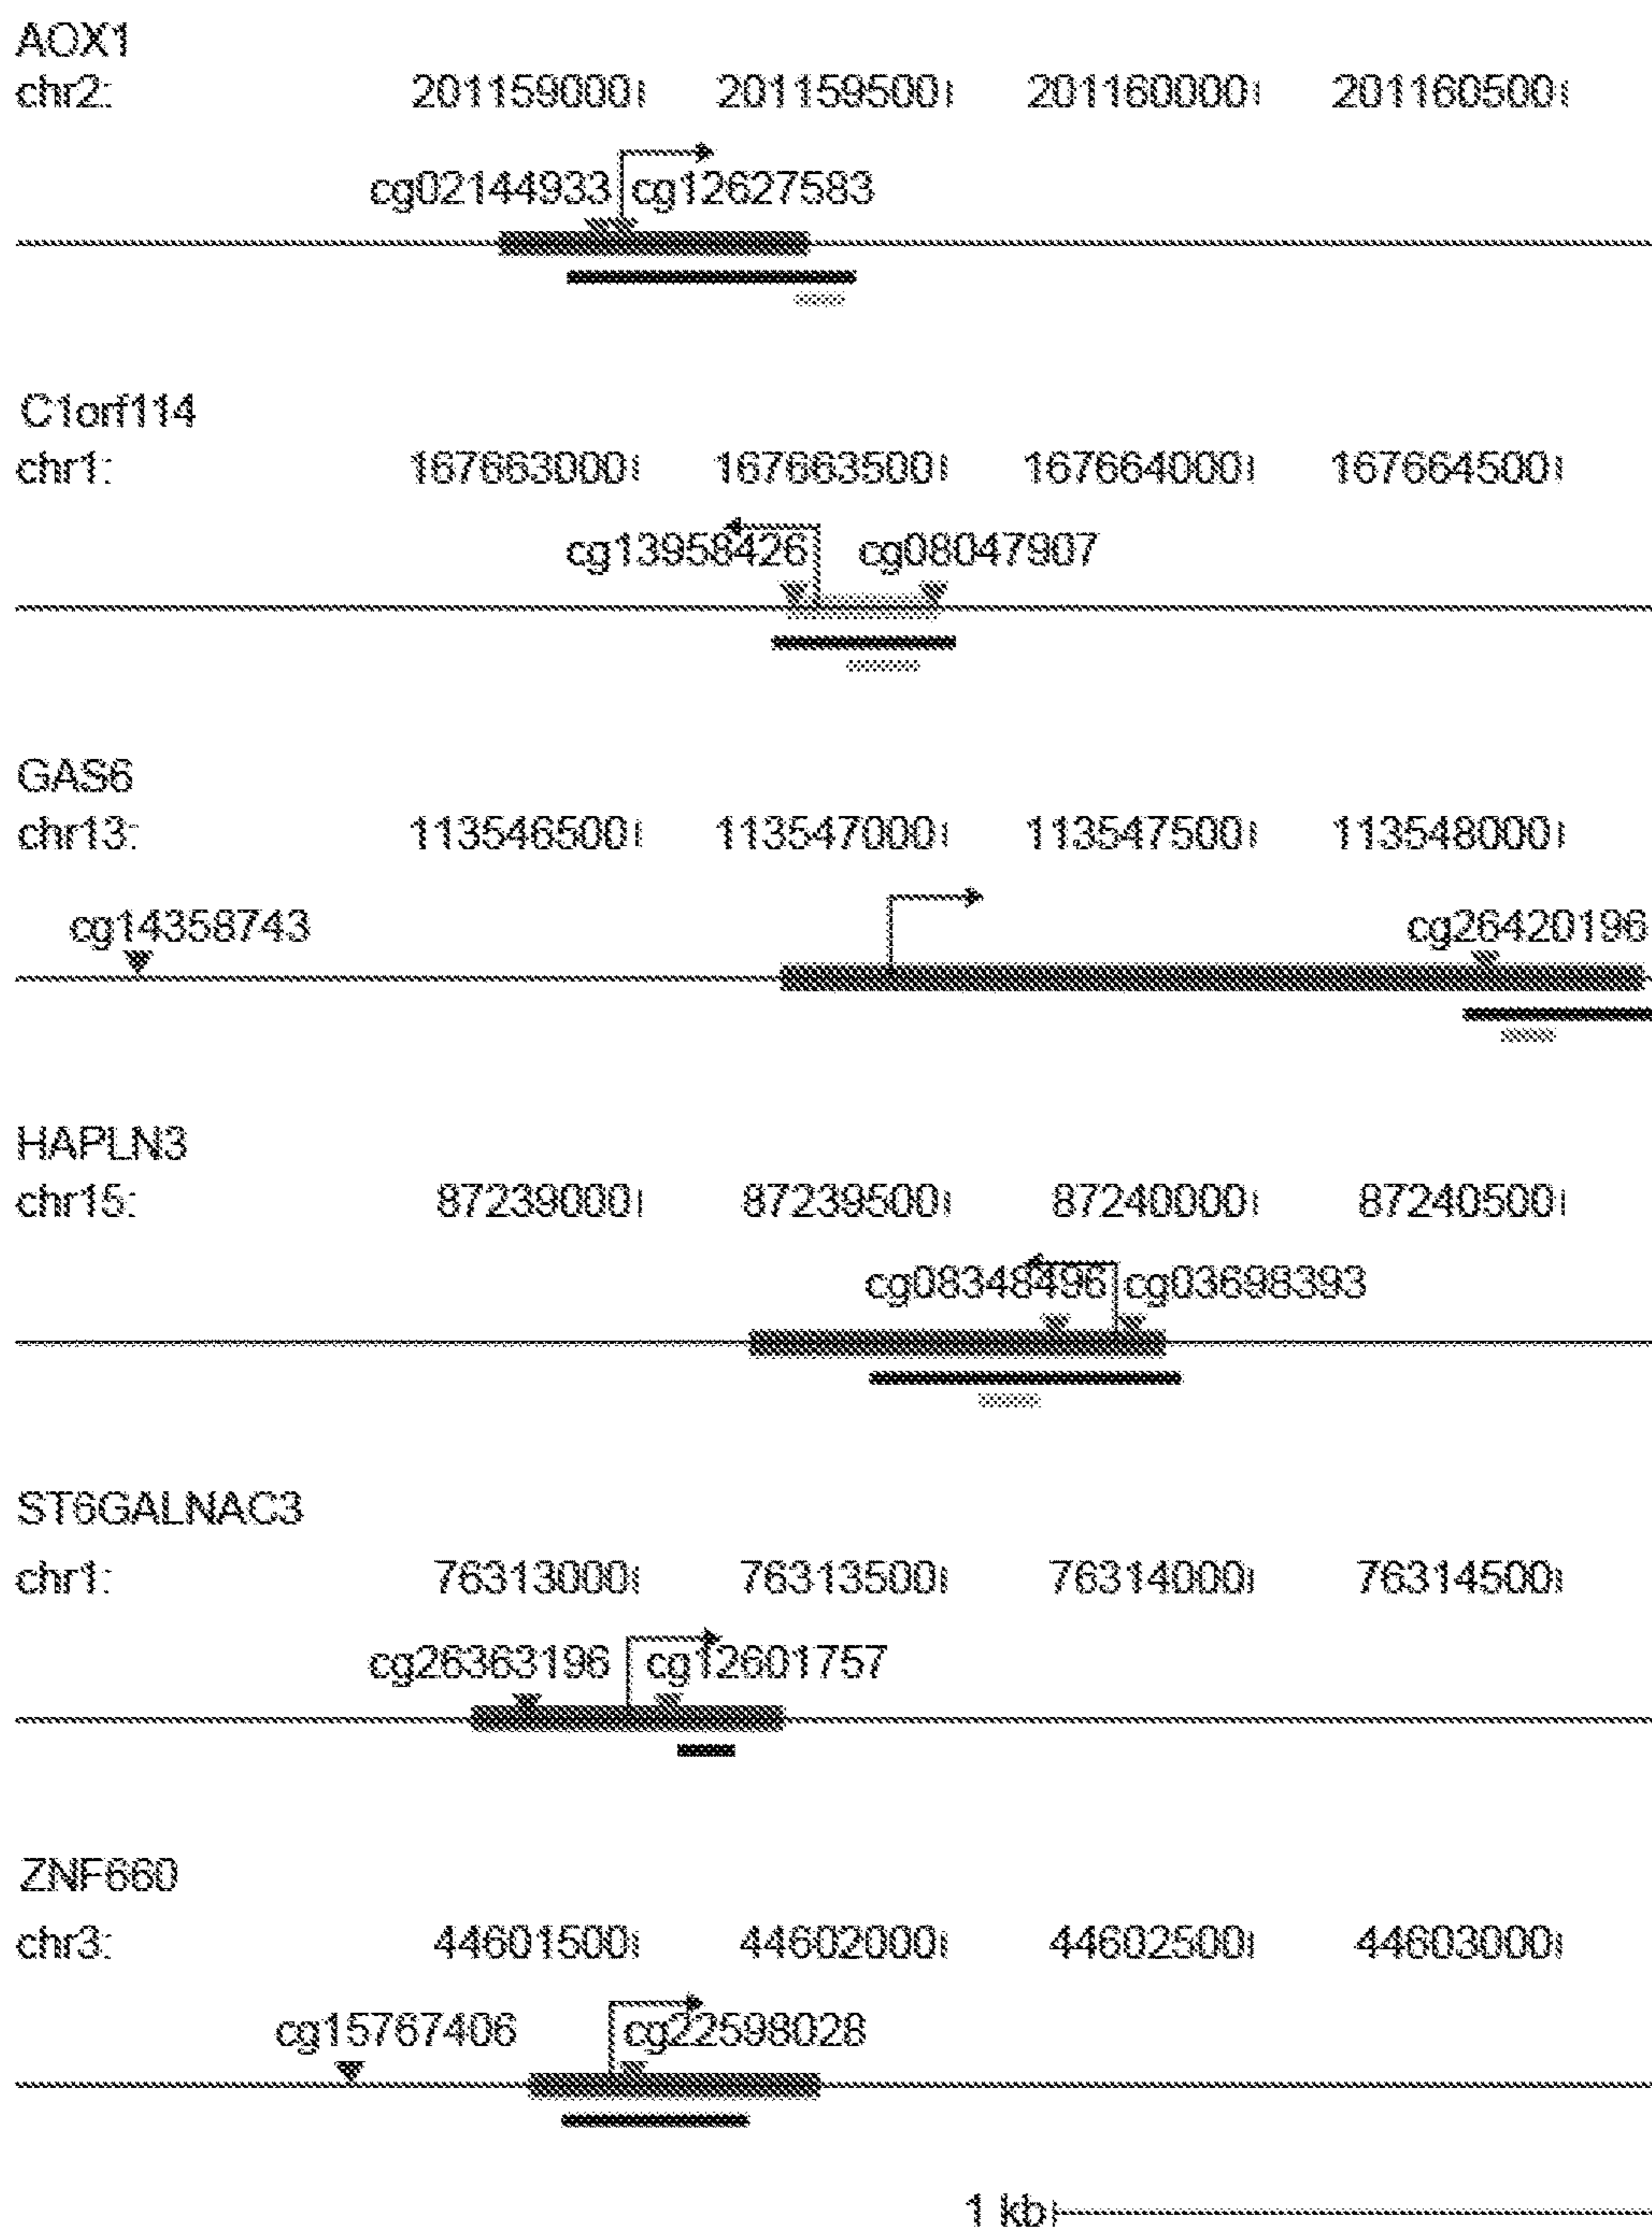 AOX1
chr2: 201159000 201159500 201160000 201160500
cg02144933 cg12627583
C1orf114
chr1: 167663000 167663500 167664000 167664500
cg13958426 cg08047907
GAS6
chr13: 113546500 113547000 113547500 113548000
cg14358743 cg26420196
HAPLN3
chr15: 87239000 87239500 87240000 87240500
cg08348496 cg03698393
ST6GALNAC3
chr1: 76313000 76313500 76314000 76314500
cg26363196 cg12601757
ZNF660
chr3: 44601500 44602000 44602500 44603000
cg15767406 cg22598028
1 kb